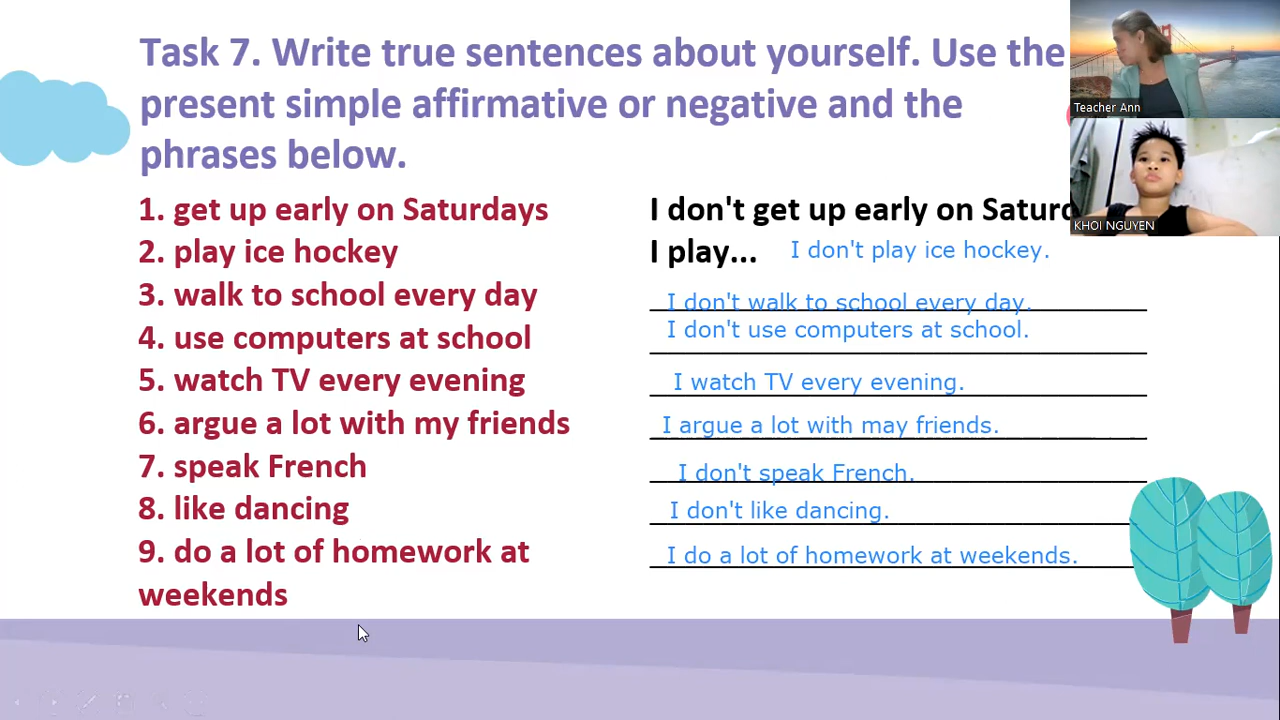 Task 7. Write true sentences about yourself. Use the
present simple affirmative or negative and the
phrases below.
Teacher Ann
KHOI NGUYEN
1. get up early on Saturdays
I don't get up early on
2. play ice hockey
I play...
I don't play ice hockey.
3. walk to school every day
I don't walk to school every day.
4. use computers at school
I don't use computers at school.
5. watch TV every evening
I watch TV every evening.
6. argue a lot with my friends
I argue a lot with may friends.
7. speak French
I don't speak French.
8. like dancing
I don't like dancing.
9. do a lot of homework at
weekends
I do a lot of homework at weekends.